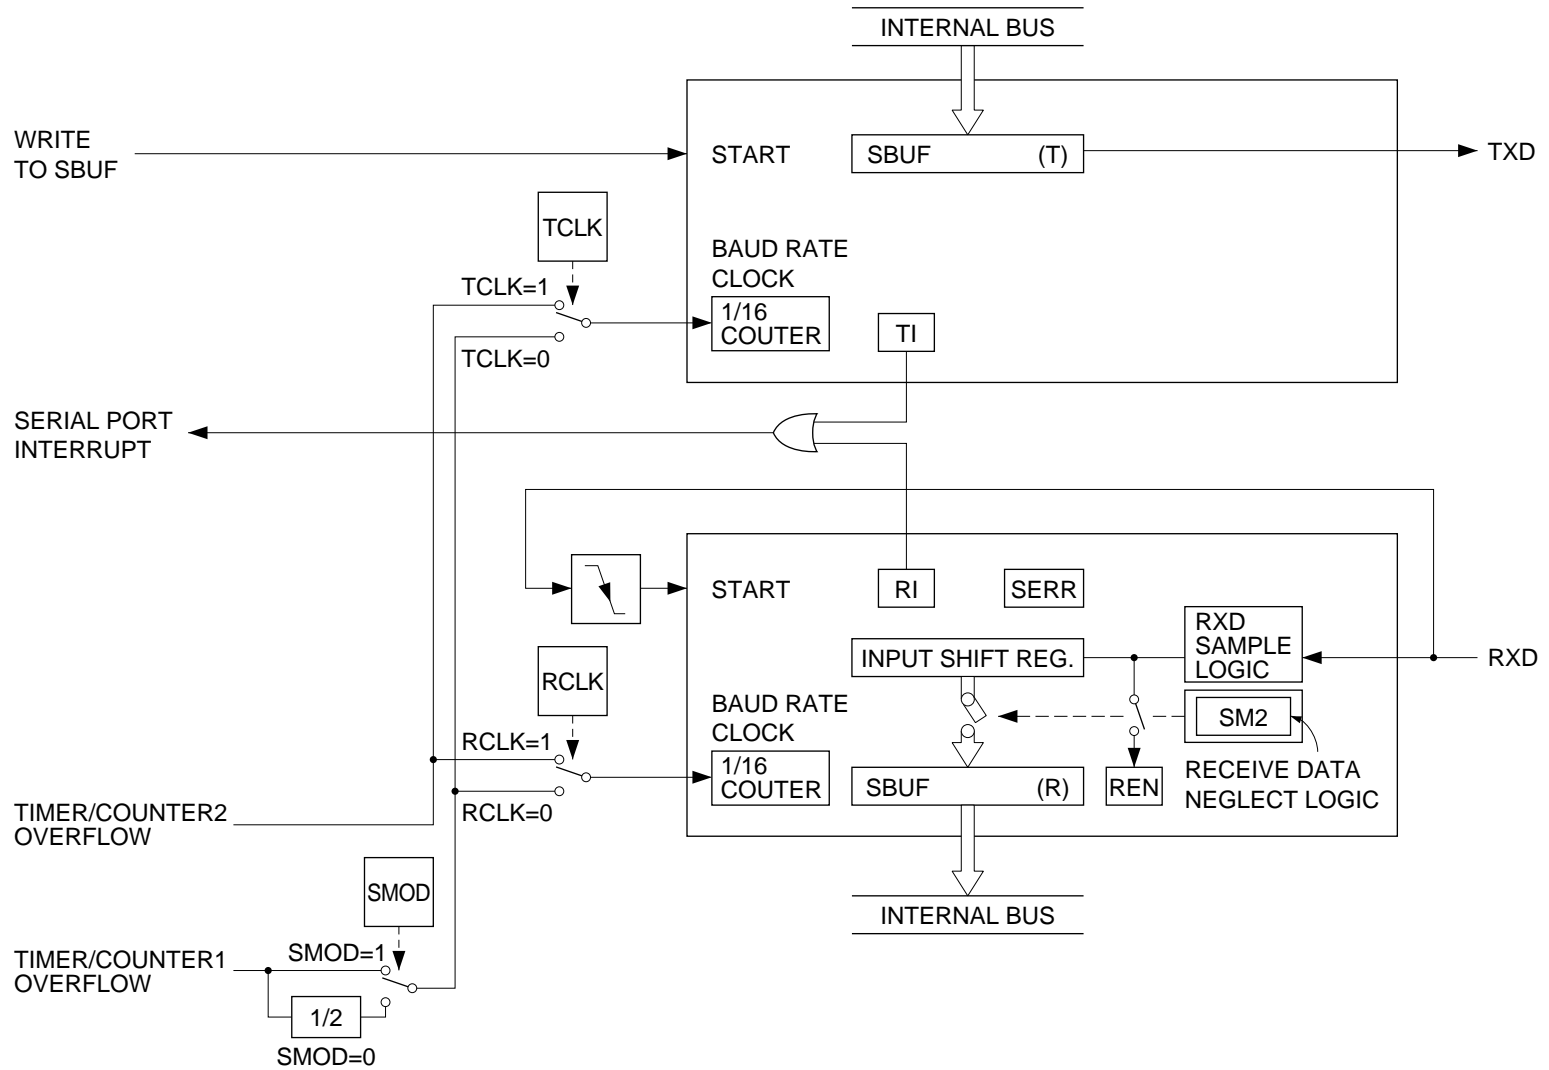 INTERNAL BUS
WRITE
TO SBUF
START
SBUF (T)
TXD
TCLK
BAUD RATE
CLOCK
TCLK=1
1/16
COUTER
TI
TCLK=0
SERIAL PORT
INTERRUPT
START
RI
SERR
RXD
SAMPLE
LOGIC
INPUT SHIFT REG.
RXD
RCLK
BAUD RATE
CLOCK
SM2
RCLK=1
1/16
COUTER
SBUF (R)
REN
RECEIVE DATA
NEGLECT LOGIC
RCLK=0
TIMER/COUNTER2
OVERFLOW
SMOD
INTERNAL BUS
SMOD=1
TIMER/COUNTER1
OVERFLOW
1/2
SMOD=0